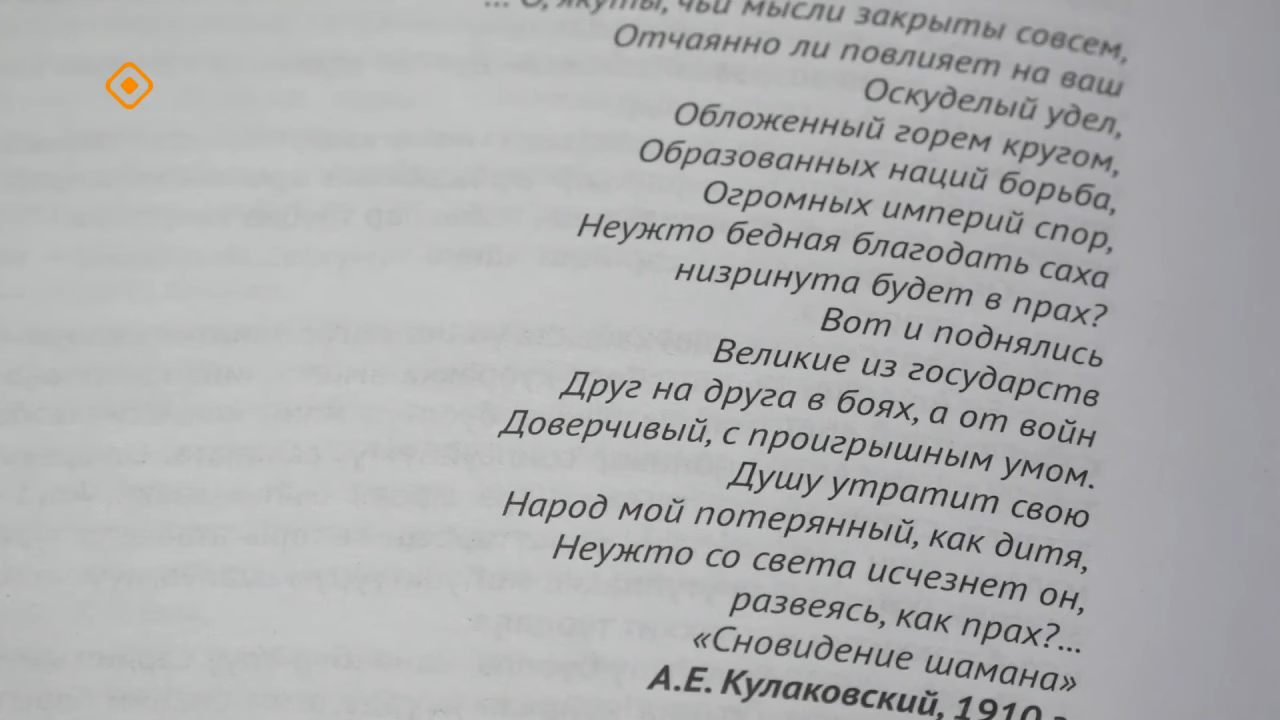 ... О, якуты, чьи мысли закрыты совсем,
Отчаянно ли повлияет на ваш
Оскуделый удел,
Обложенный горем кругом,
Образованных наций борьба,
Огромных империй спор,
Неужто бедная благодать саха
низринута будет в прах?
Вот и поднялись
Великие из государств
Друг на друга в боях, а от войн
Доверчивый, с проигрышным умом.
Душу утратит свою
Народ мой потерянный, как дитя,
Неужто со света исчезнет он,
развеясь, как прах?...
«Сновидение шамана»
А.Е. Кулаковский, 1910 г.